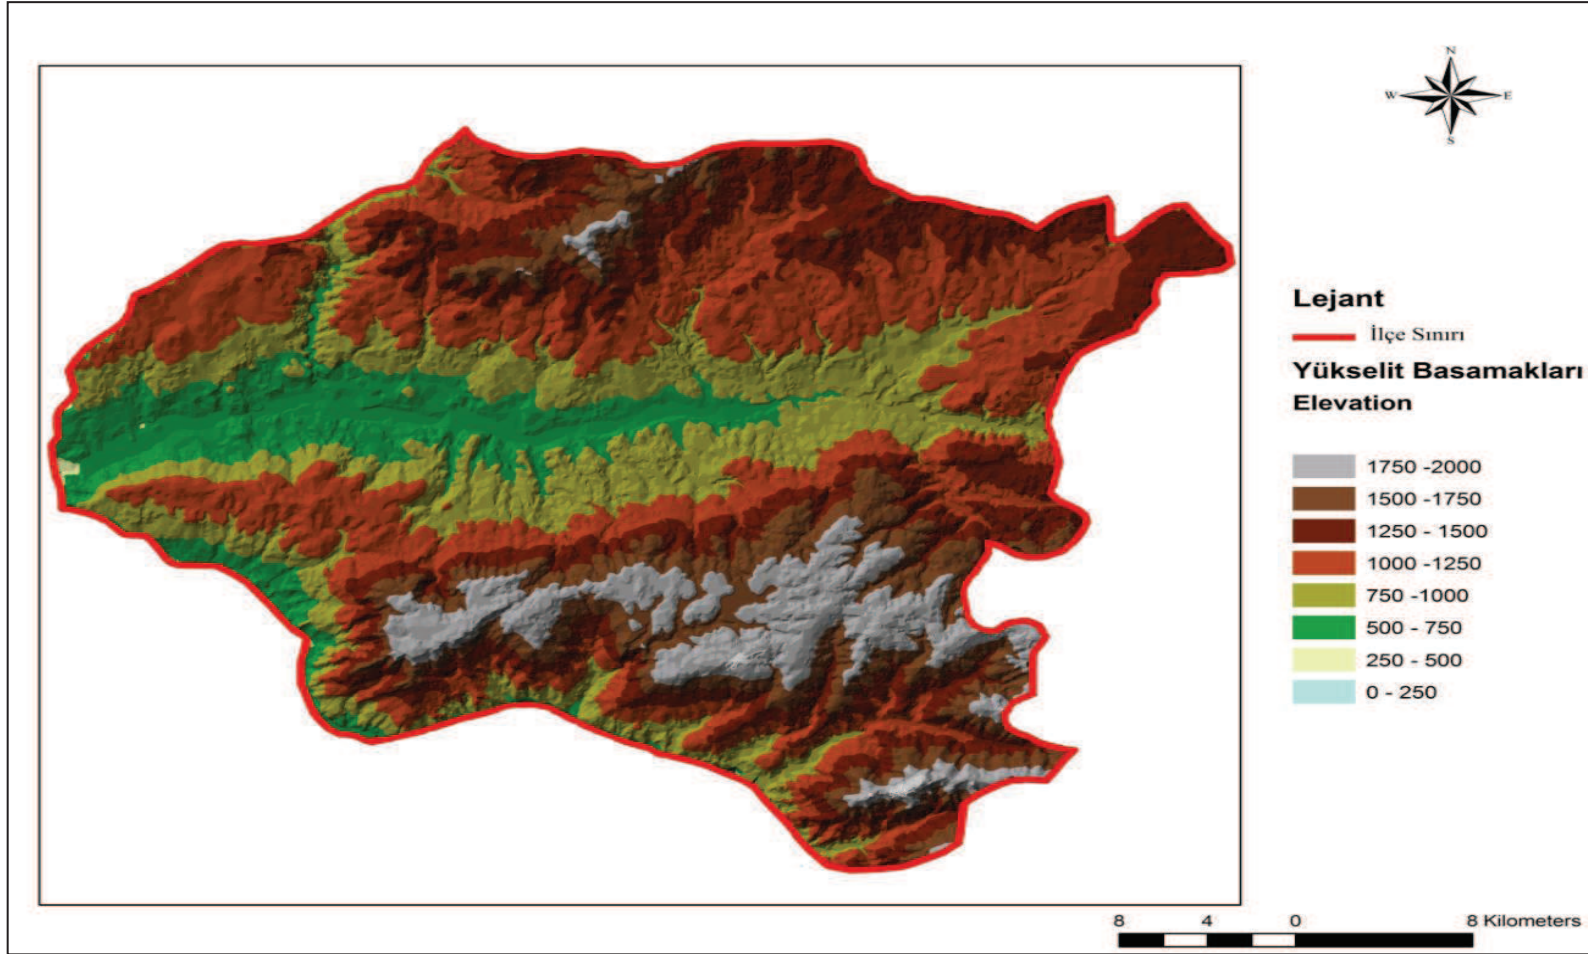 N
W E
S
Lejant
İlçe Sınırı
Yükselit Basamakları
Elevation
1750 -2000
1500 -1750
1250 - 1500
1000 -1250
750 -1000
500 - 750
250 - 500
0 - 250
8 4 0 8 Kilometers